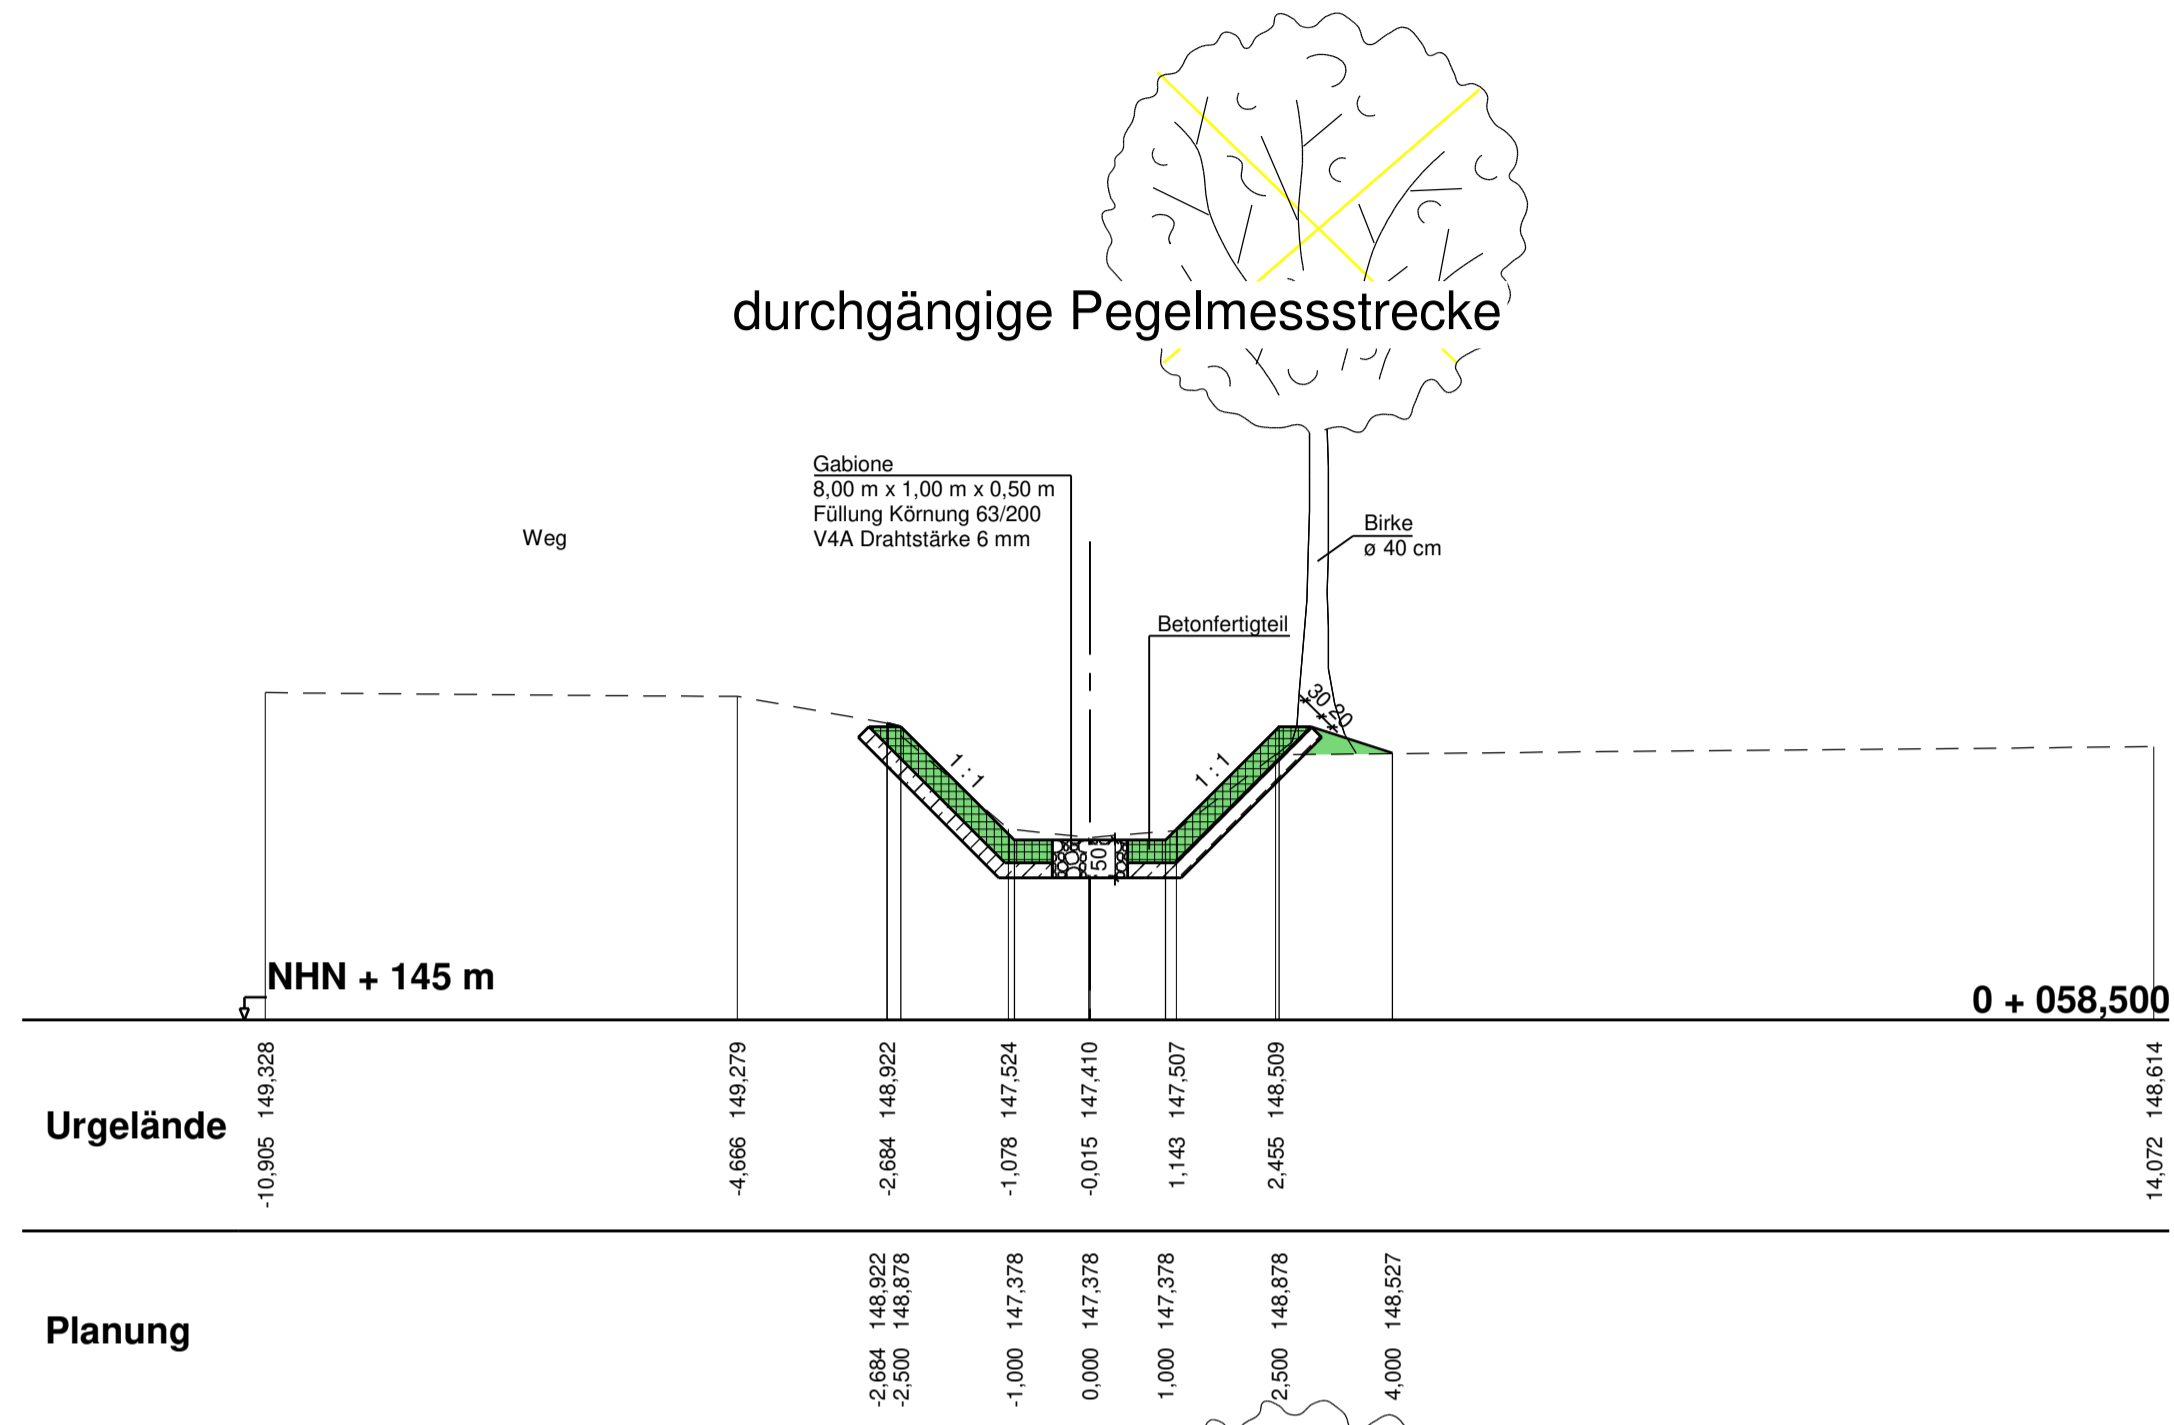 durchgängige Pegelmessstrecke
Gabione
8,00 m x 1,00 m x 0,50 m
Füllung Körnung 63/200
V4A Drahtstärke 6 mm
Weg
Birke
ø 40 cm
Betonfertigteil
30
20
1 : 1
1 : 1
50
NHN + 145 m
0 + 058,500
Urgelände
-10,905 149,328
-4,666 149,279
-2,684 148,922
-1,078 147,524
-0,015 147,410
1,143 147,507
2,455 148,509
14,072 148,614
Planung
-2,684 148,922
-2,500 148,878
-1,000 147,378
0,000 147,378
1,000 147,378
2,500 148,878
4,000 148,527